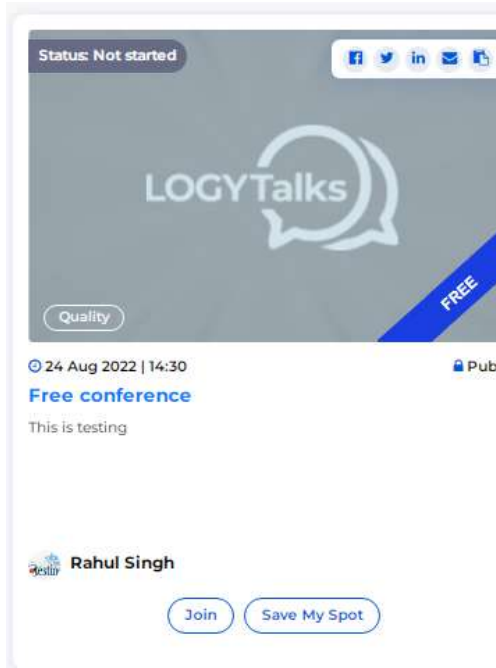 Status: Not started
LOGYTalks
FREE
Quality
24 Aug 2022 | 14:30
Pub
Free conference
This is testing
Rahul Singh
Join
Save My Spot